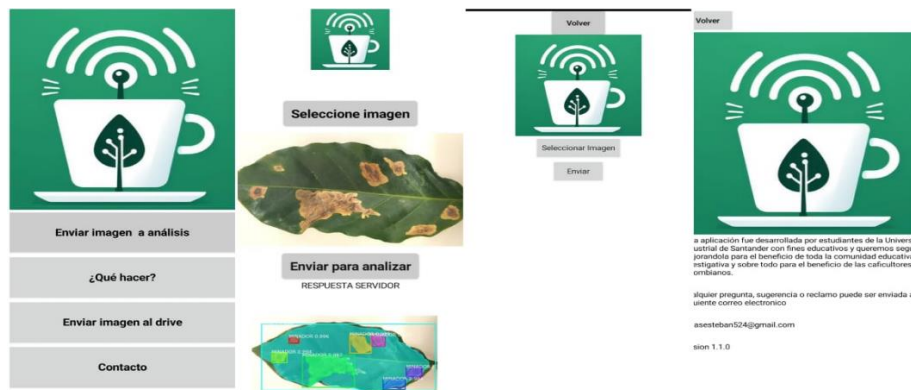 Enviar imagen a análisis
¿Qué hacer?
Enviar imagen al drive
Contacto
Seleccione imagen
Enviar para analizar
RESPUESTA SERVIDOR
Volver
Seleccionar Imagen
Enviar
Volver
a aplicación fue desarrollada por estudiantes de la Univers
ustrial de Santander con fines educativos y queremos segu
jorandola para el beneficio de toda la comunidad educativa
estigativa y sobre todo para el beneficio de las caficultores
ombianos.
alquier pregunta, sugerencia o reclamo puede ser enviada a
uiente correo electronico
asesteban524@gmail.com
sion 1.1.0